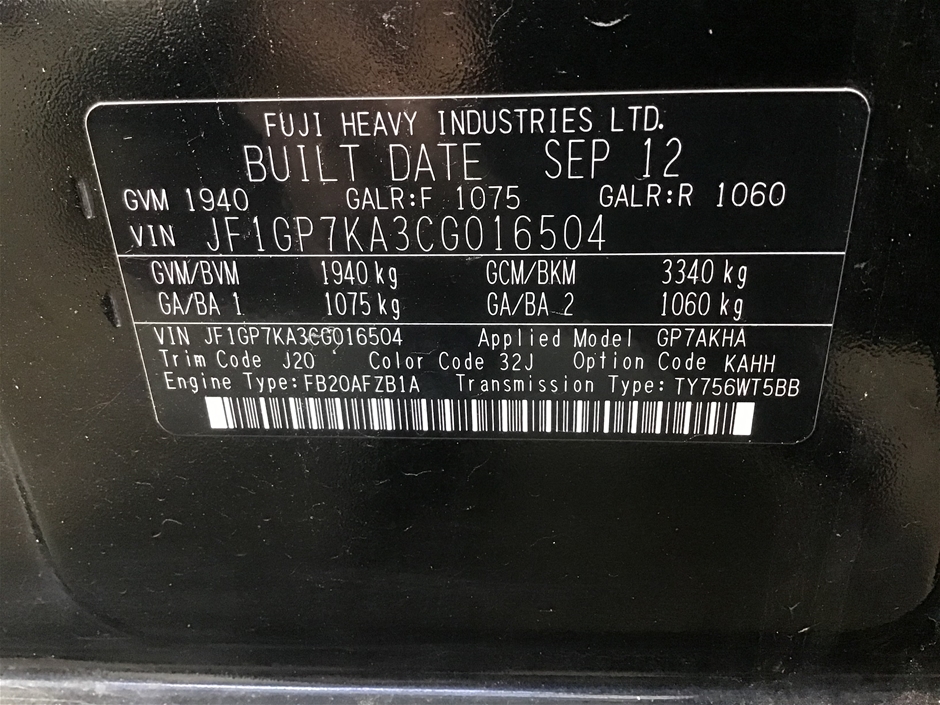 FUJI HEAVY INDUSTRIES LTD.
BUILT DATE SEP 12
GVM 1940 GALR:F 1075 GALR:R 1060
VIN JF1GP7KA3CG016504
GVM/BVM 1940 kg GCM/BKM 3340 kg
GA/BA 1 1075 kg GA/BA 2 1060 kg
VIN JF1GP7KA3CG016504 Applied Model GP7AKHA
Trim Code J20 Color Code 32J Option Code KAHH
Engine Type:FB20AFZB1A Transmission Type:TY756WT5BB